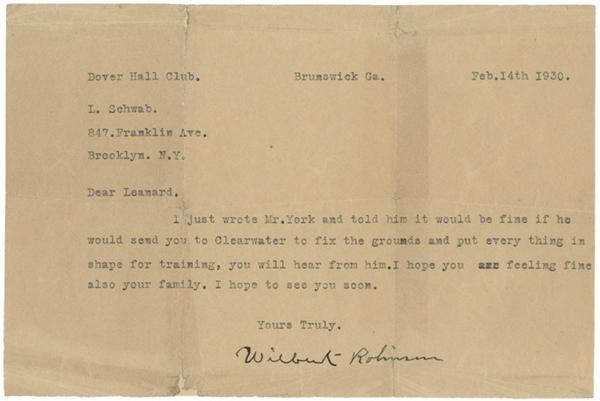 Dover Hall Club. Brunswick Ga. Feb.14th 1930.
L. Schwab.
847.Franklin Ave.
Brooklyn. N.Y.
Dear Leanard.
I just wrote Mr.York and told him it would be fine if he
would send you to Clearwater to fix the grounds and put every thing in
shape for training, you will hear from him.I hope you are feeling fine
also your family. I hope to see you soon.
Yours Truly.
Wilbert Robinson